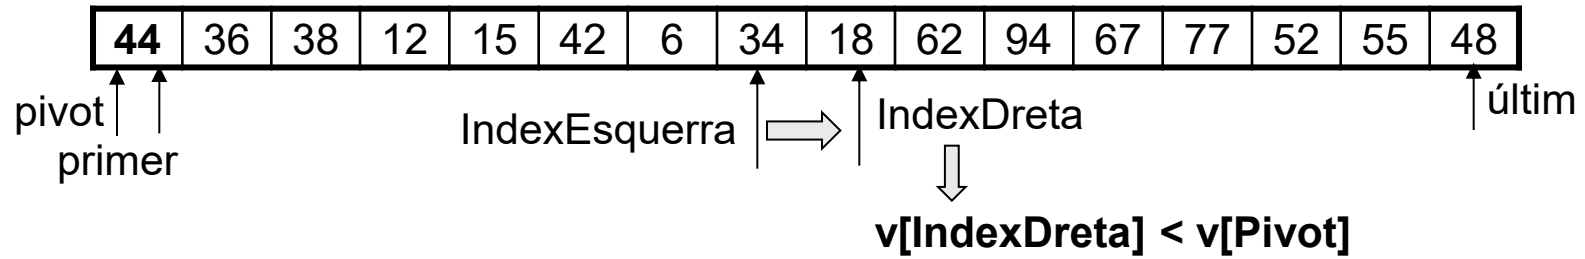 44 36 38 12 15 42 6 34 18 62 94 67 77 52 55 48
pivot
primer
IndexEsquerra
IndexDreta
últim
v[IndexDreta] < v[Pivot]